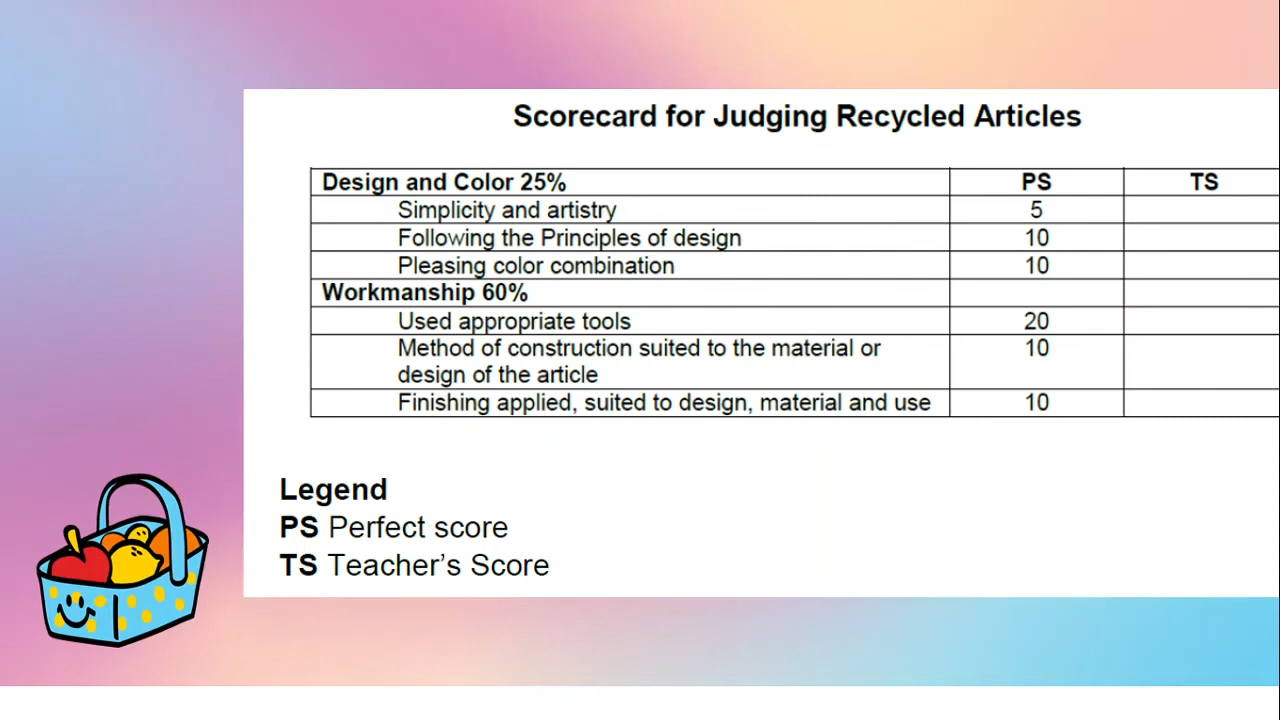 Scorecard for Judging Recycled Articles
Design and Color 25% PS TS
Simplicity and artistry 5
Following the Principles of design 10
Pleasing color combination 10
Workmanship 60%
Used appropriate tools 20
Method of construction suited to the material or 10
design of the article
Finishing applied, suited to design, material and use 10
Legend
PS Perfect score
TS Teacher's Score